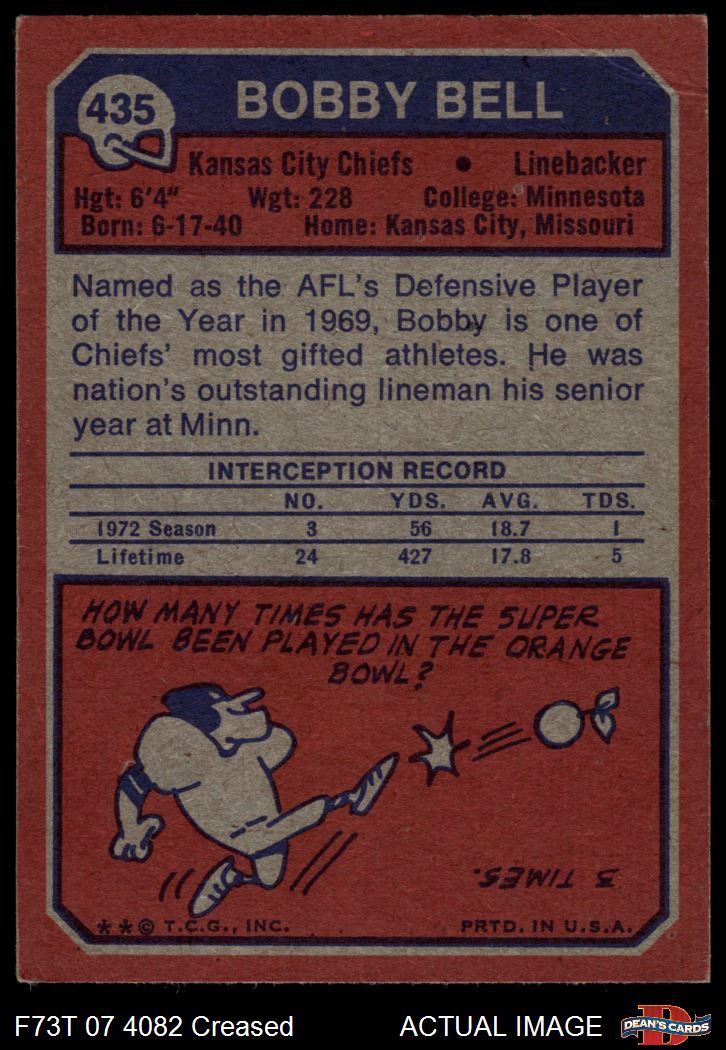 435
BOBBY BELL
Kansas City Chiefs • Linebacker
Hgt: 6'4" Wgt: 228 College: Minnesota
Born: 6-17-40 Home: Kansas City, Missouri
Named as the AFL's Defensive Player
of the Year in 1969, Bobby is one of
Chiefs' most gifted athletes. He was
nation's outstanding lineman his senior
year at Minn.
INTERCEPTION RECORD
NO. YDS. AVG. TDS.
1972 Season 3 56 18.7 1
Lifetime 24 427 17.8 5
HOW MANY TIMES HAS THE SUPER
BOWL BEEN PLAYED IN THE ORANGE
BOWL?
3 TIMES.
**© T.C.G., INC. PRTD. IN U.S.A.
F73T 07 4082 Creased ACTUAL IMAGE
D
DEAN'S CARDS